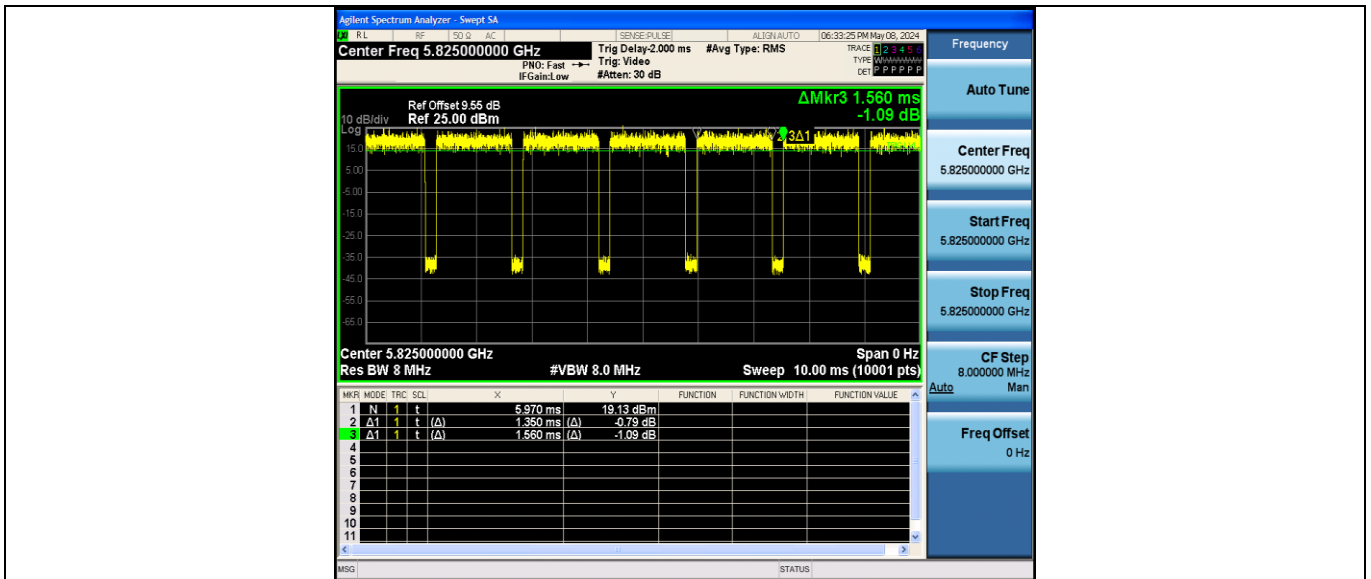 Agilent Spectrum Analyzer - Swept SA
RL RF 50 Ω AC SENSE:PULSE ALIGNAUTO 06:33:25 PM May 08, 2024
Center Freq 5.825000000 GHz
PNO: Fast
IFGain:Low
Trig Delay-2.000 ms
Trig: Video
#Atten: 30 dB
#Avg Type: RMS
TRACE 1 2 3 4 5 6
TYPE
DET P P P P P P
ΔMkr3 1.560 ms
-1.09 dB
Ref Offset 9.55 dB
10 dB/div Ref 25.00 dBm
Log
3Δ1
15.0
5.00
-5.00
-15.0
-25.0
-35.0
-45.0
-55.0
-65.0
Center 5.825000000 GHz Span 0 Hz
Res BW 8 MHz #VBW 8.0 MHz Sweep 10.00 ms (10001 pts)
MKR MODE TRC SCL X Y FUNCTION FUNCTION WIDTH FUNCTION VALUE
1 N 1 t 5.970 ms 19.13 dBm
2 Δ1 1 t (Δ) 1.350 ms (Δ) -0.79 dB
3 Δ1 1 t (Δ) 1.560 ms (Δ) -1.09 dB
4
5
6
7
8
9
10
11
MSG STATUS
Frequency
Auto Tune
Center Freq
5.825000000 GHz
Start Freq
5.825000000 GHz
Stop Freq
5.825000000 GHz
CF Step
8.000000 MHz
Auto Man
Freq Offset
0 Hz